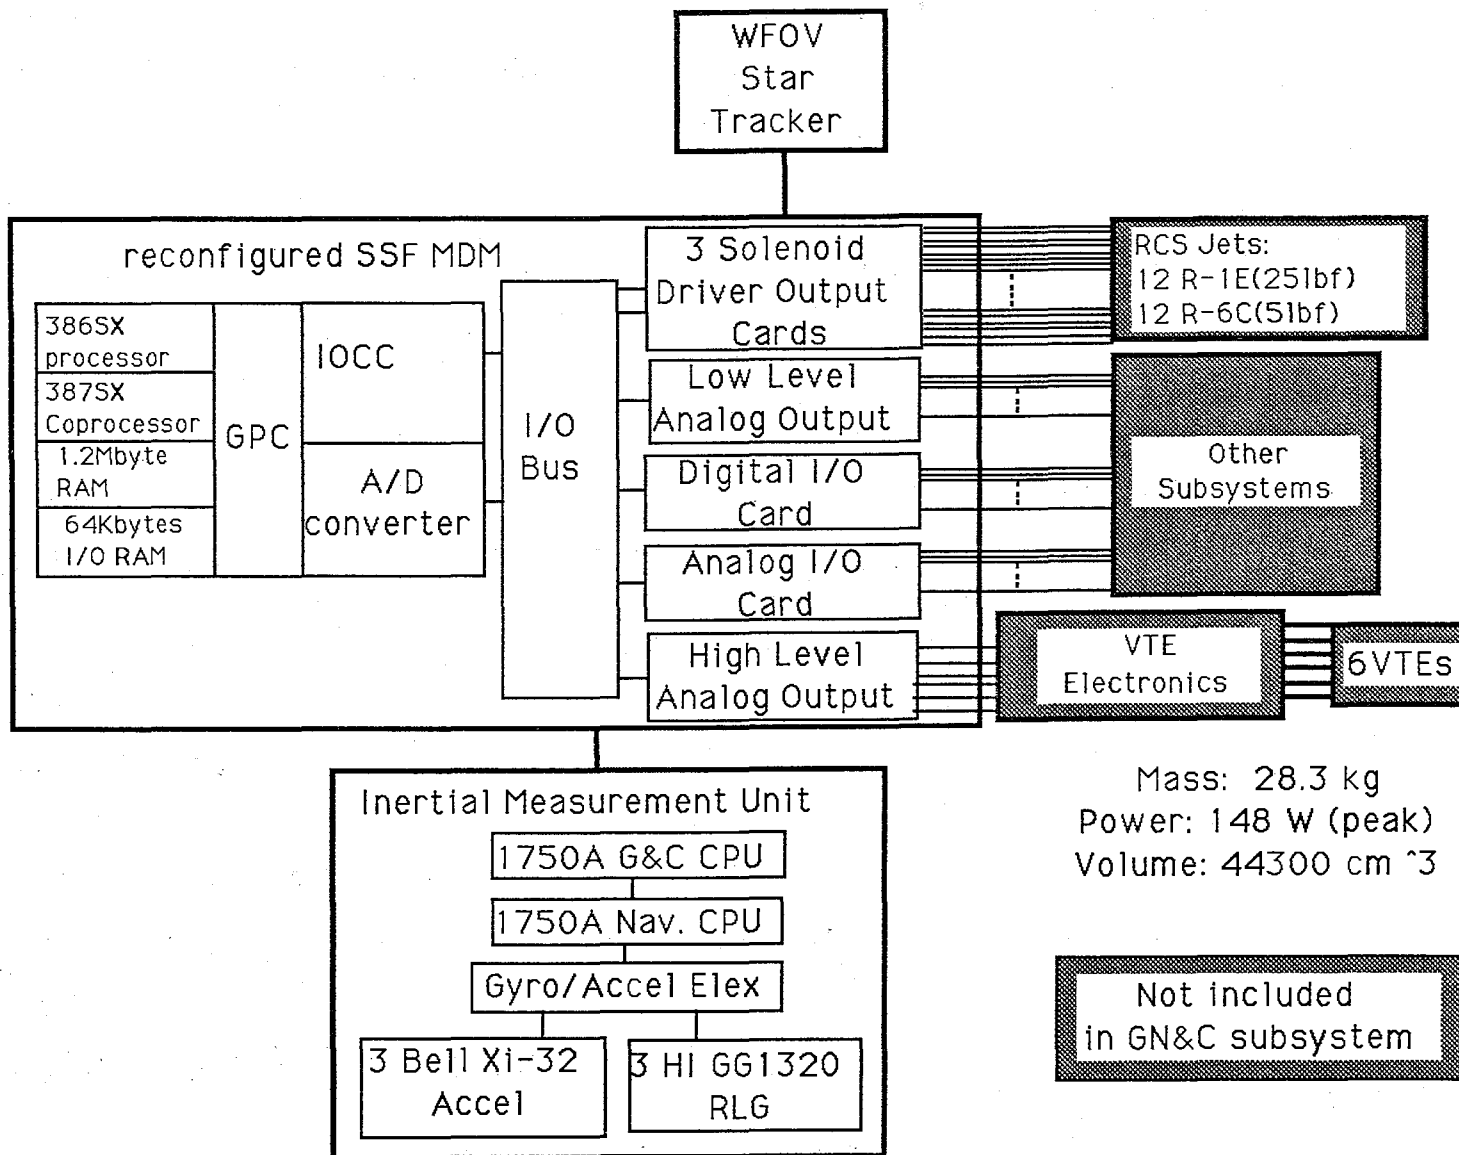 WFOV
Star
Tracker
reconfigured SSF MDM
386SX
processor
387SX
Coprocessor
1.2Mbyte
RAM
64Kbytes
I/O RAM
GPC
IOCC
A/D
converter
I/O
Bus
3 Solenoid
Driver Output
Cards
Low Level
Analog Output
Digital I/O
Card
Analog I/O
Card
High Level
Analog Output
RCS Jets:
12 R-1E(25lbf)
12 R-6C(5lbf)
Other
Subsystems
VTE
Electronics
6VTEs
Inertial Measurement Unit
1750A G&C CPU
1750A Nav. CPU
Gyro/Accel Elex
3 Bell Xi-32
Accel
3 HI GG1320
RLG
Mass: 28.3 kg
Power: 148 W (peak)
Volume: 44300 cm ^3
Not included
in GN&C subsystem